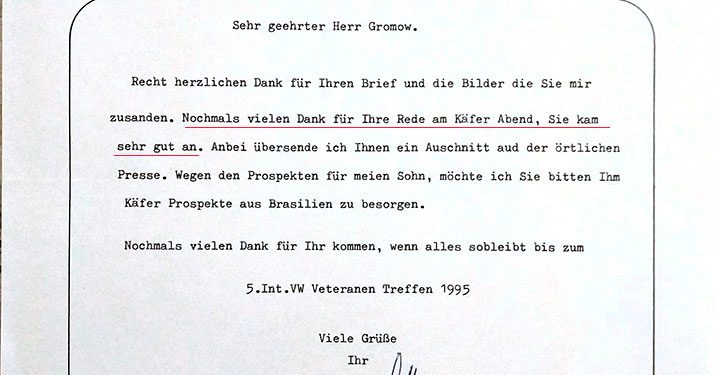 Sehr geehrter Herr Gromow.
Recht herzlichen Dank für Ihren Brief und die Bilder die Sie mir
zusanden. Nochmals vielen Dank für Ihre Rede am Käfer Abend, Sie kam
sehr gut an. Anbei übersende ich Ihnen ein Auschnitt aud der örtlichen
Presse. Wegen den Prospekten für meien Sohn, möchte ich Sie bitten Ihm
Käfer Prospekte aus Brasilien zu besorgen.
Nochmals vielen Dank für Ihr kommen, wenn alles sobleibt bis zum
5.Int.VW Veteranen Treffen 1995
Viele Grüße
Ihr